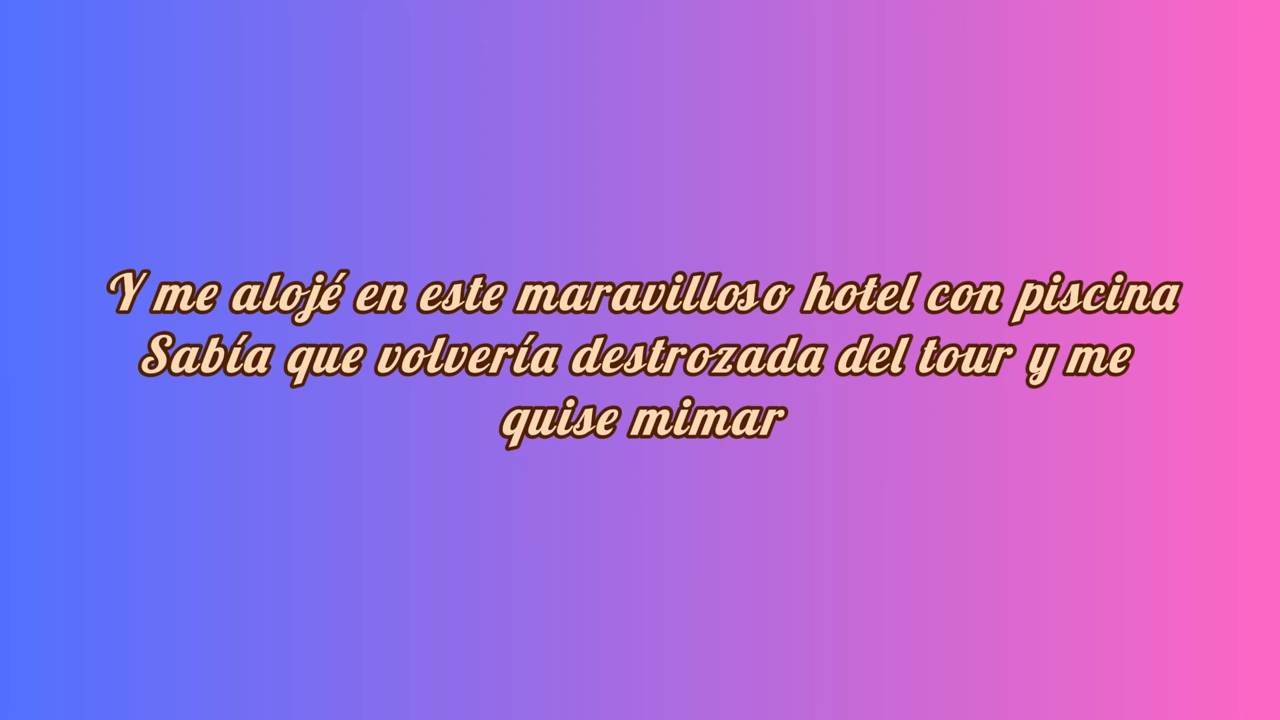 Y me alojé en este maravilloso hotel con piscina
Sabía que volvería destrozada del tour y me
quise mimar